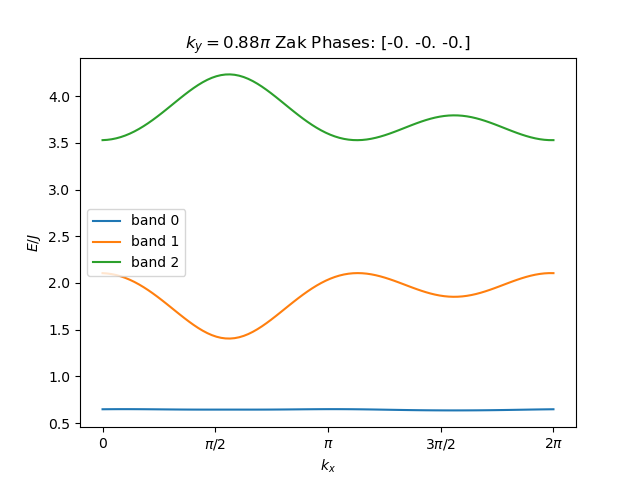 k_y = 0.88π Zak Phases: [-0. -0. -0.]
E/J
4.0
3.5
3.0
2.5
2.0
1.5
1.0
0.5
band 0
band 1
band 2
0 π/2 π 3π/2 2π
k_x